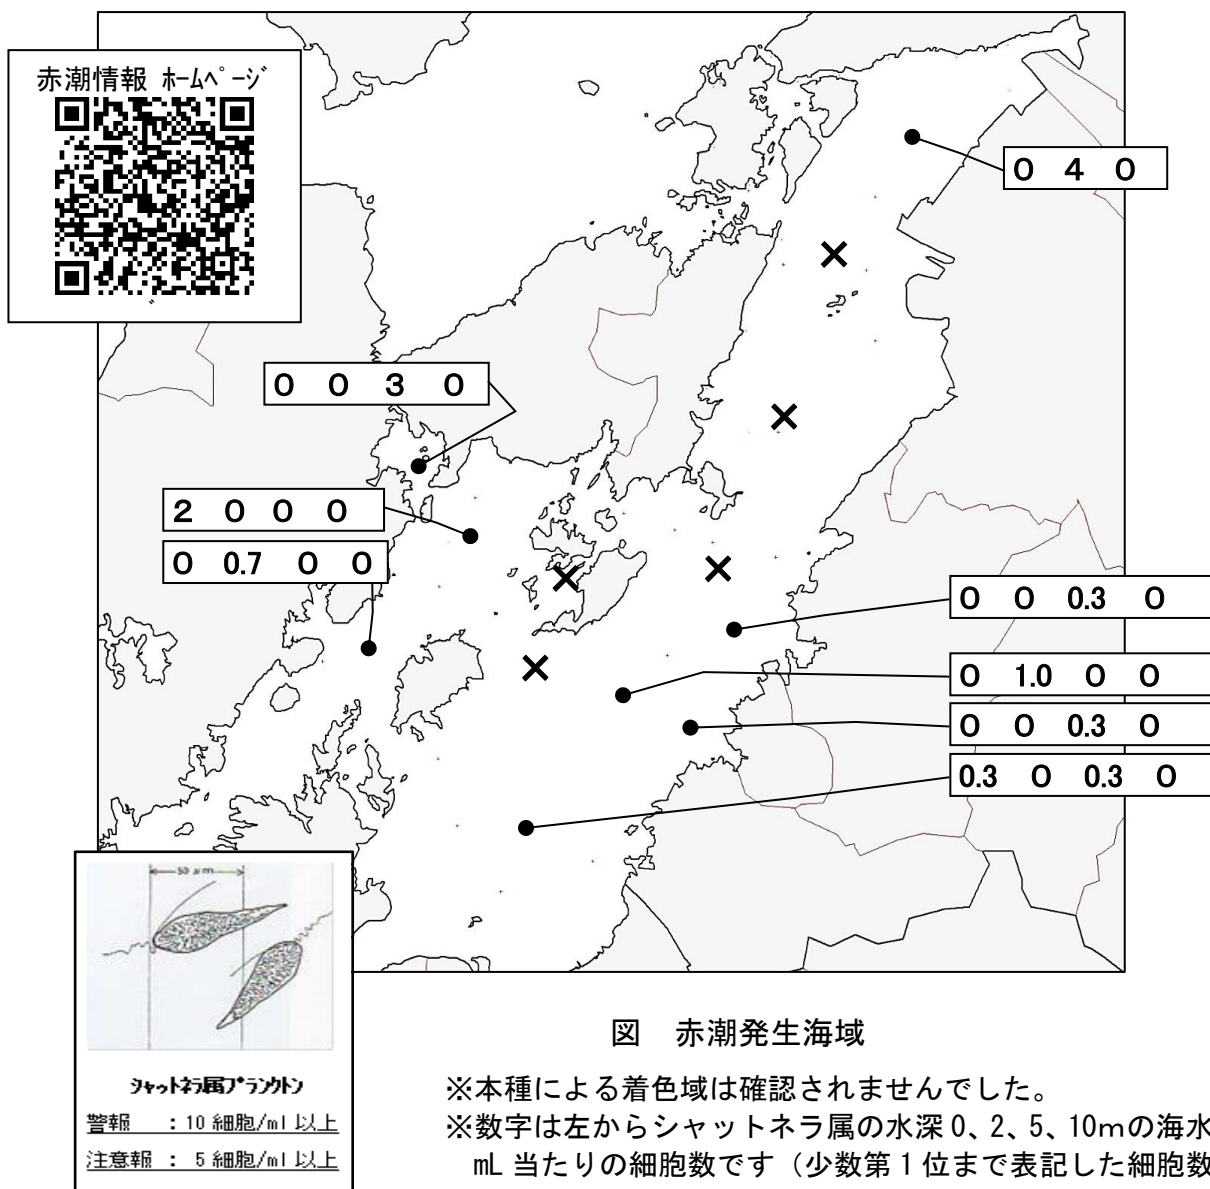 赤潮情報 ホームページ
0 4 0
0 0 3 0
2 0 0 0
0 0.7 0 0
0 0 0.3 0
0 1.0 0 0
0 0 0.3 0
0.3 0 0.3 0
50 μm
シャットネラ属プランクトン
警報 : 10 細胞/ml 以上
注意報 : 5 細胞/ml 以上
図 赤潮発生海域
※本種による着色域は確認されませんでした。
※数字は左からシャットネラ属の水深 0、2、5、10mの海水
mL 当たりの細胞数です（少数第 1 位まで表記した細胞数